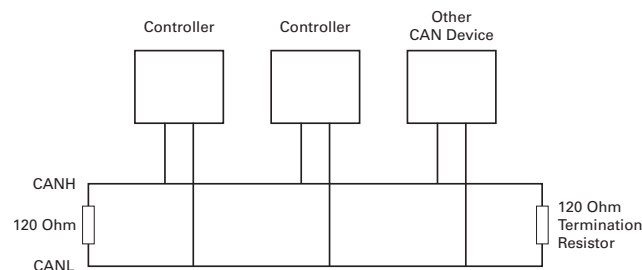 Controller
Controller
Other
CAN Device
CANH
120 Ohm
CANL
120 Ohm
Termination
Resistor